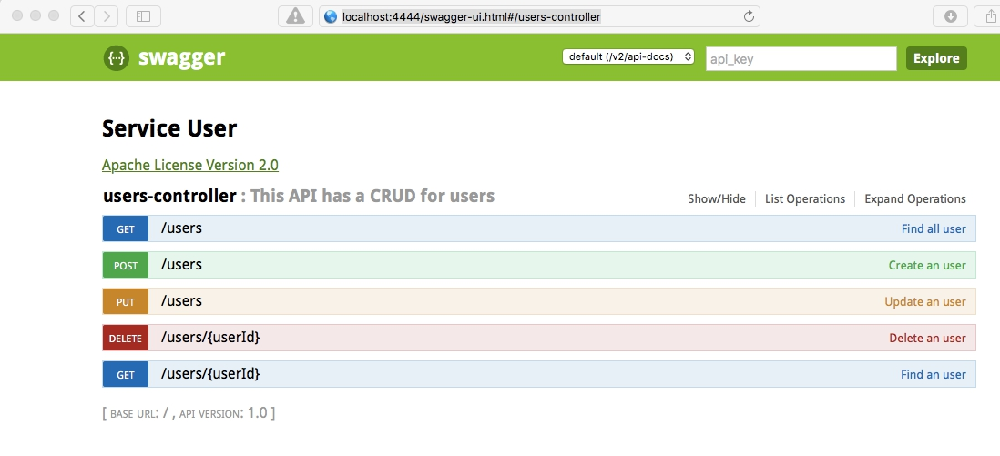 localhost:4444/swagger-ui.html#/users-controller
{··} swagger default (/v2/api-docs) api_key Explore
Service User
Apache License Version 2.0
users-controller : This API has a CRUD for users Show/Hide List Operations Expand Operations
GET /users Find all user
POST /users Create an user
PUT /users Update an user
DELETE /users/{userId} Delete an user
GET /users/{userId} Find an user
[ BASE URL: / , API VERSION: 1.0 ]